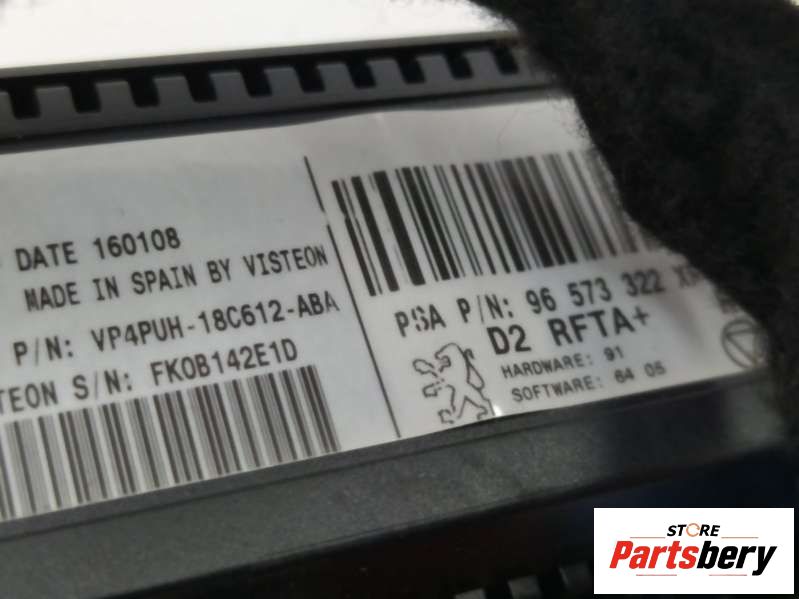 DATE 160108
MADE IN SPAIN BY VISTEON
P/N: VP4PUH-18C612-ABA
TEON S/N: FK0B142E1D
PSA P/N: 96 573 322 XP
D2 RFTA+
HARDWARE: 91
SOFTWARE: 64 05
STORE
Partsbery